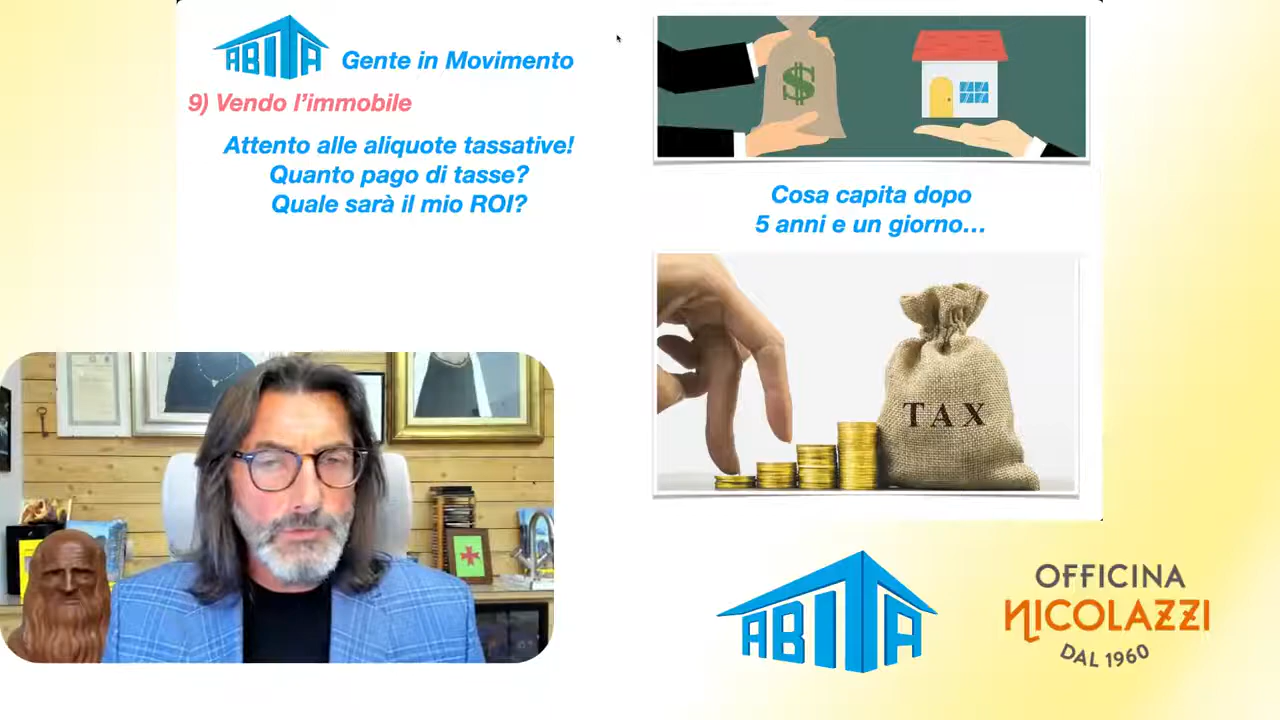 ABITA
Gente in Movimento
9) Vendo l’immobile
Attento alle aliquote tassative!
Quanto pago di tasse?
Quale sarà il mio ROI?
$
Cosa capita dopo
5 anni e un giorno...
TAX
ABITA
OFFICINA
NICOLAZZI
DAL 1960